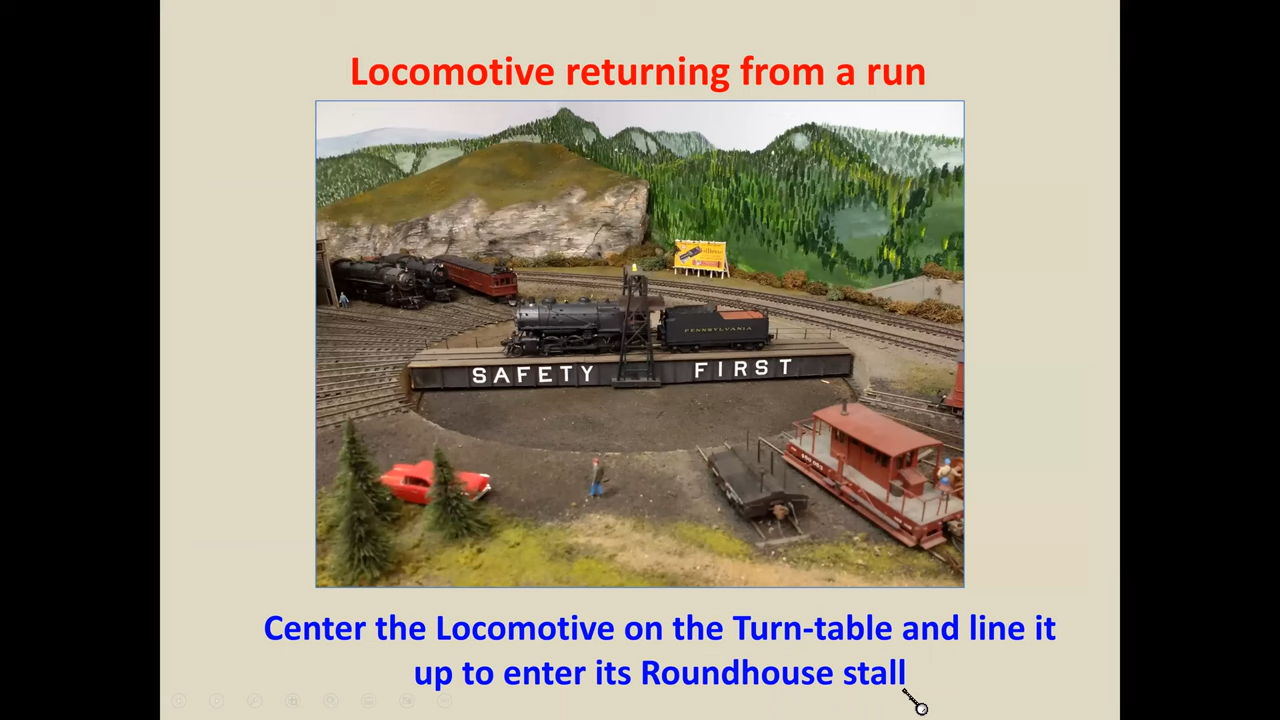 Locomotive returning from a run
PENNSYLVANIA
SAFETY FIRST
Center the Locomotive on the Turn-table and line it
up to enter its Roundhouse stall